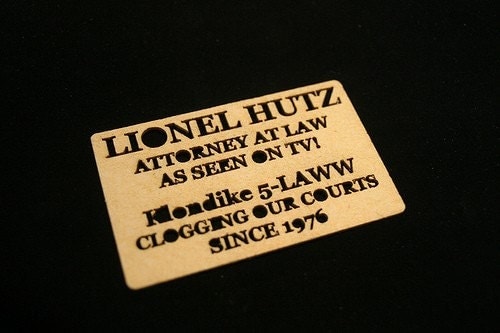 LIONEL HUTZ
ATTORNEY AT LAW
AS SEEN ON TV!
Klondike 5-LAWW
CLOGGING OUR COURTS
SINCE 1976